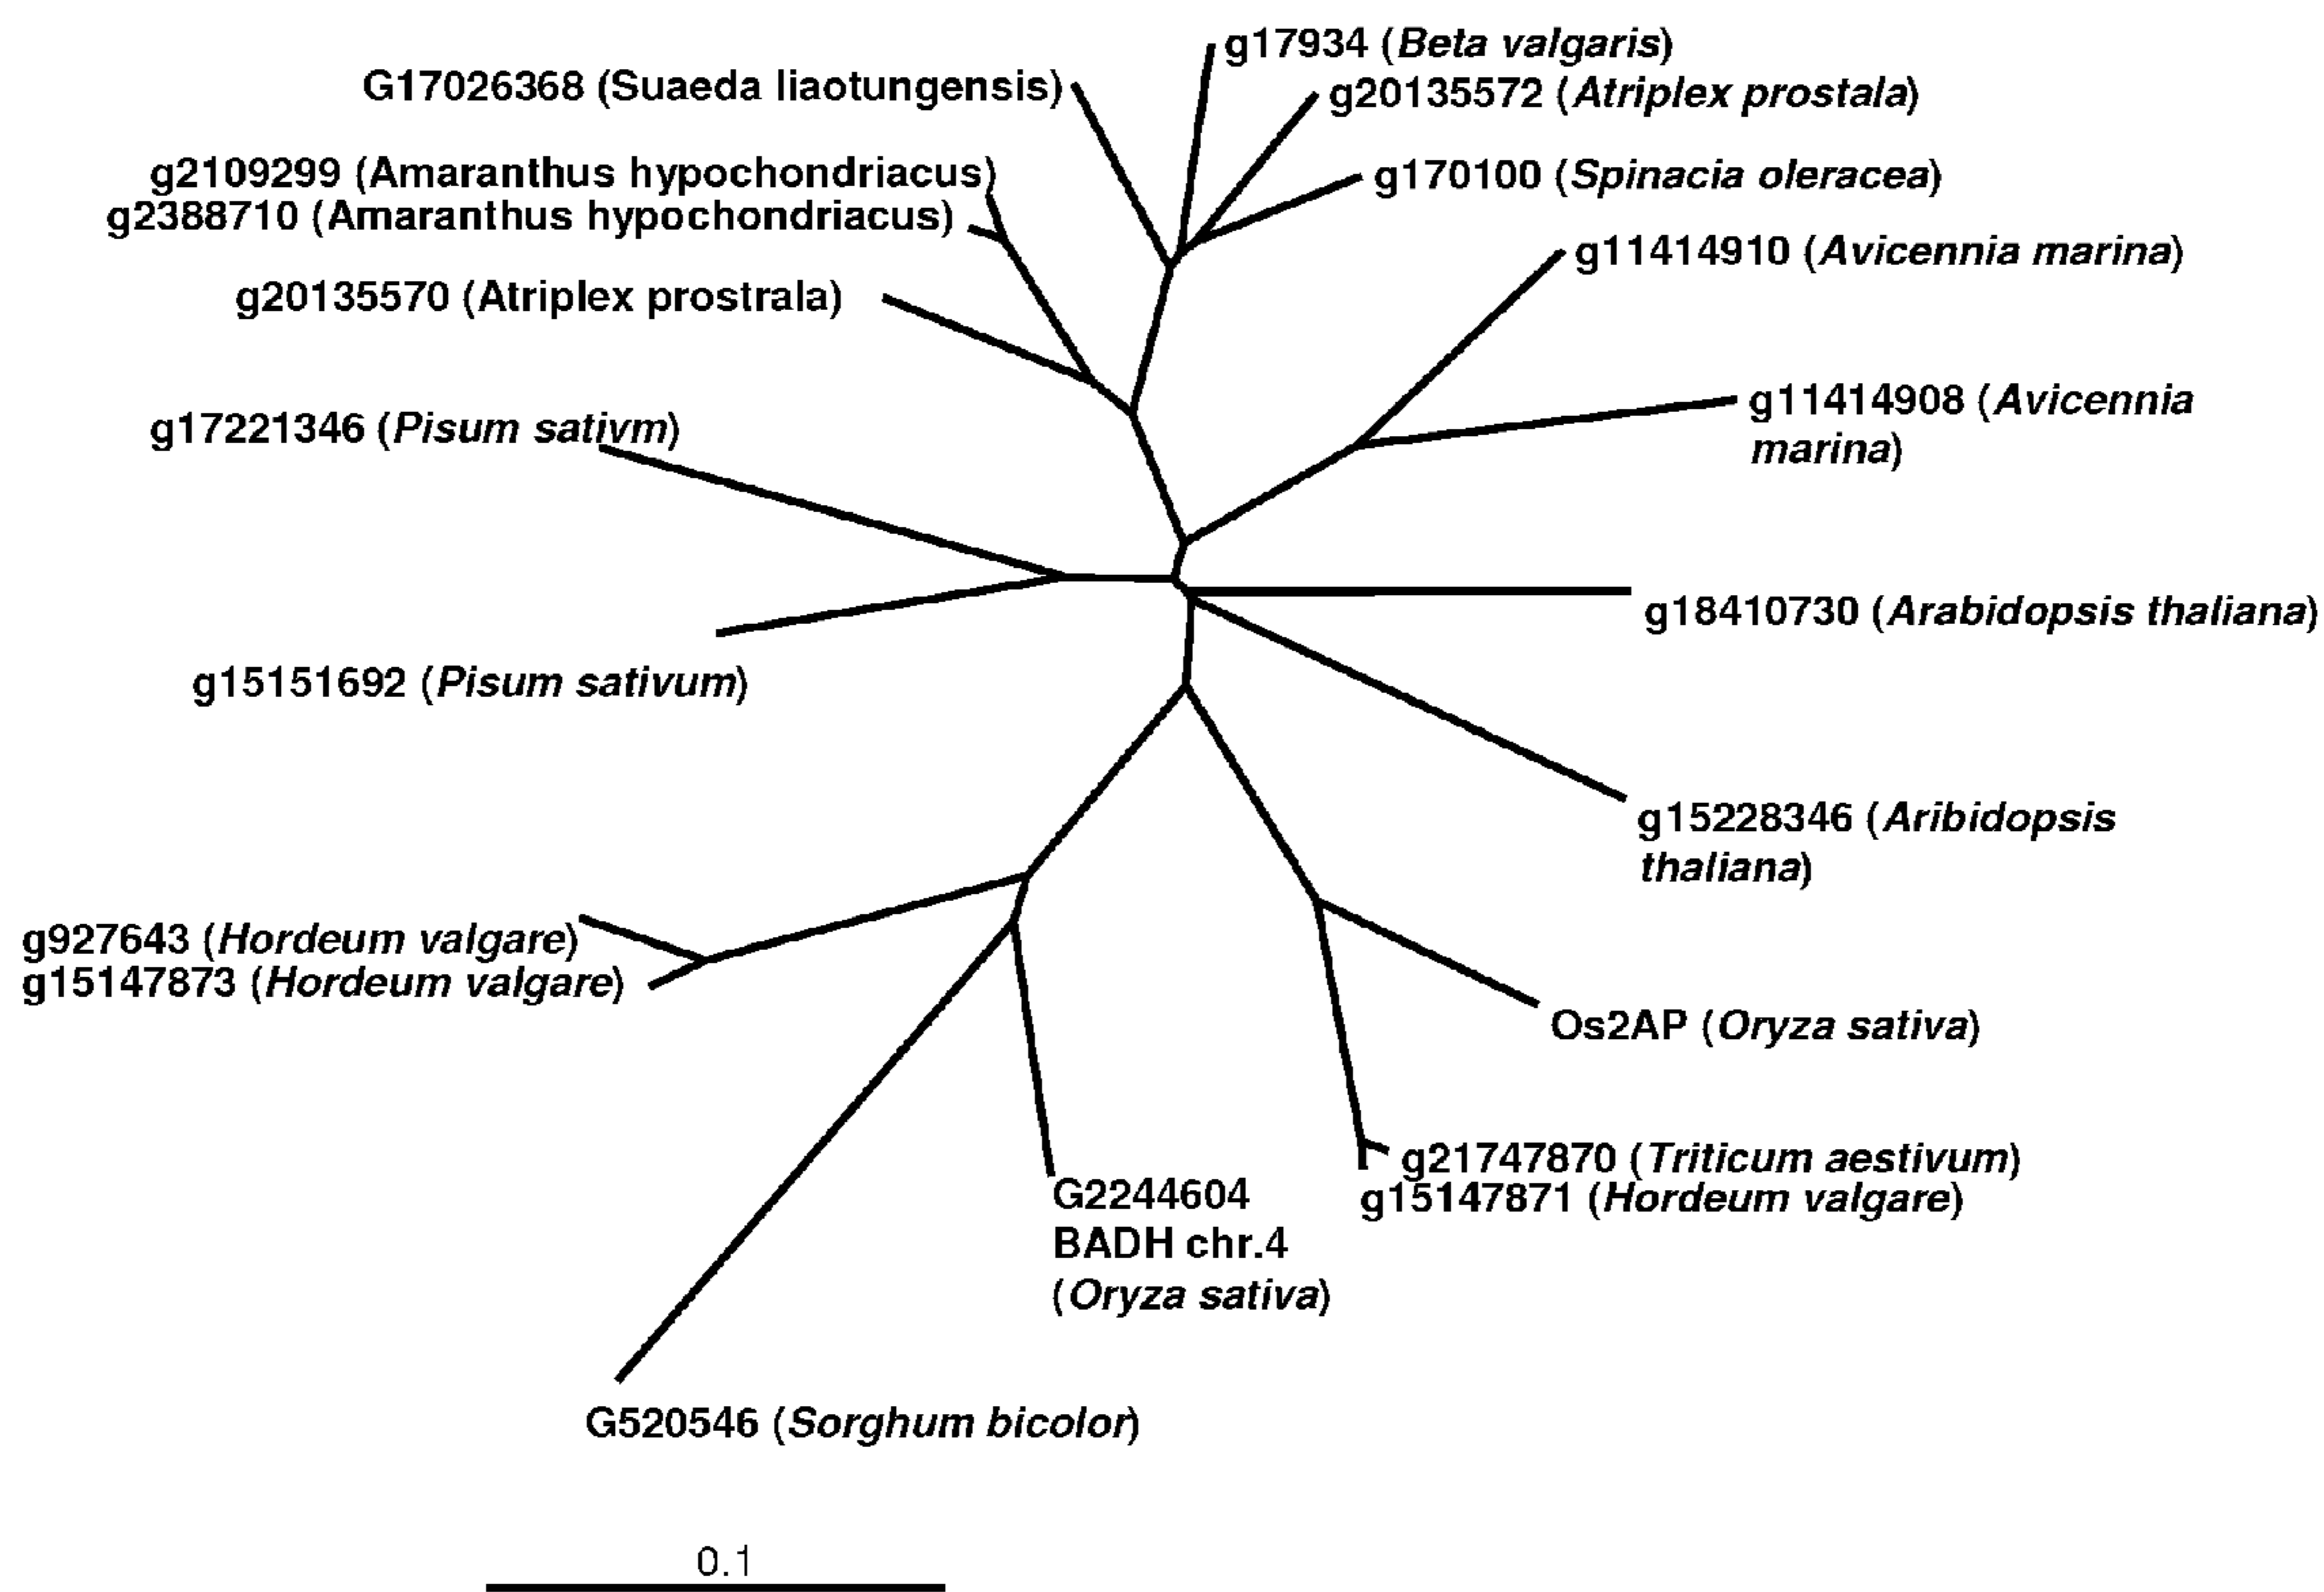 g17934 (Beta valgaris)
G17026368 (Suaeda liaotungensis)
g20135572 (Atriplex prostala)
g2109299 (Amaranthus hypochondriacus)
g170100 (Spinacia oleracea)
g2388710 (Amaranthus hypochondriacus)
g11414910 (Avicennia marina)
g20135570 (Atriplex prostrala)
g11414908 (Avicennia
marina)
g17221346 (Pisum sativm)
g18410730 (Arabidopsis thaliana)
g15151692 (Pisum sativum)
g15228346 (Aribidopsis
thaliana)
g927643 (Hordeum valgare)
g15147873 (Hordeum valgare)
Os2AP (Oryza sativa)
g21747870 (Triticum aestivum)
g15147871 (Hordeum valgare)
G2244604
BADH chr.4
(Oryza sativa)
G520546 (Sorghum bicolor)
0.1